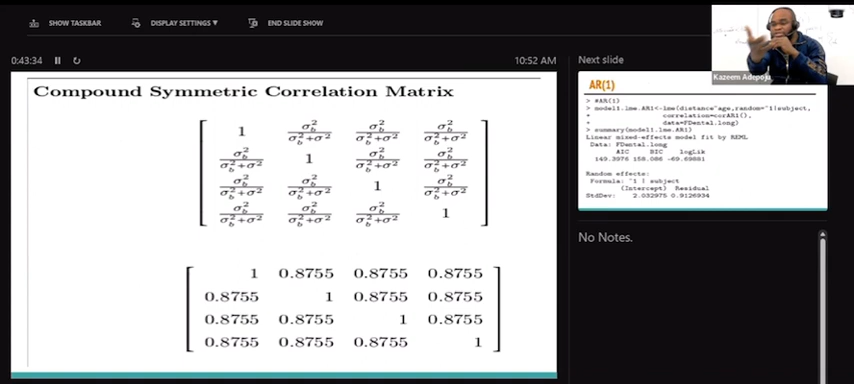 SHOW TASKBAR
DISPLAY SETTINGS ▼
END SLIDE SHOW
0:43:34
10:52 AM
Compound Symmetric Correlation Matrix
1 σ_b^2/(σ_b^2+σ^2) σ_b^2/(σ_b^2+σ^2) σ_b^2/(σ_b^2+σ^2)
σ_b^2/(σ_b^2+σ^2) 1 σ_b^2/(σ_b^2+σ^2) σ_b^2/(σ_b^2+σ^2)
σ_b^2/(σ_b^2+σ^2) σ_b^2/(σ_b^2+σ^2) 1 σ_b^2/(σ_b^2+σ^2)
σ_b^2/(σ_b^2+σ^2) σ_b^2/(σ_b^2+σ^2) σ_b^2/(σ_b^2+σ^2) 1
1 0.8755 0.8755 0.8755
0.8755 1 0.8755 0.8755
0.8755 0.8755 1 0.8755
0.8755 0.8755 0.8755 1
Next slide
Kazeem Adepoju
AR(1)
> #AR(1)
> model1.lme.AR1<-lme(distance~age,random=~1|subject,
+ correlation=corAR1(),
+ data=FDental.long)
> summary(model1.lme.AR1)
Linear mixed-effects model fit by REML
Data: FDental.long
AIC BIC logLik
149.3976 158.086 -69.69881
Random effects:
Formula: ~1 | subject
(Intercept) Residual
StdDev: 2.032975 0.9126934
No Notes.